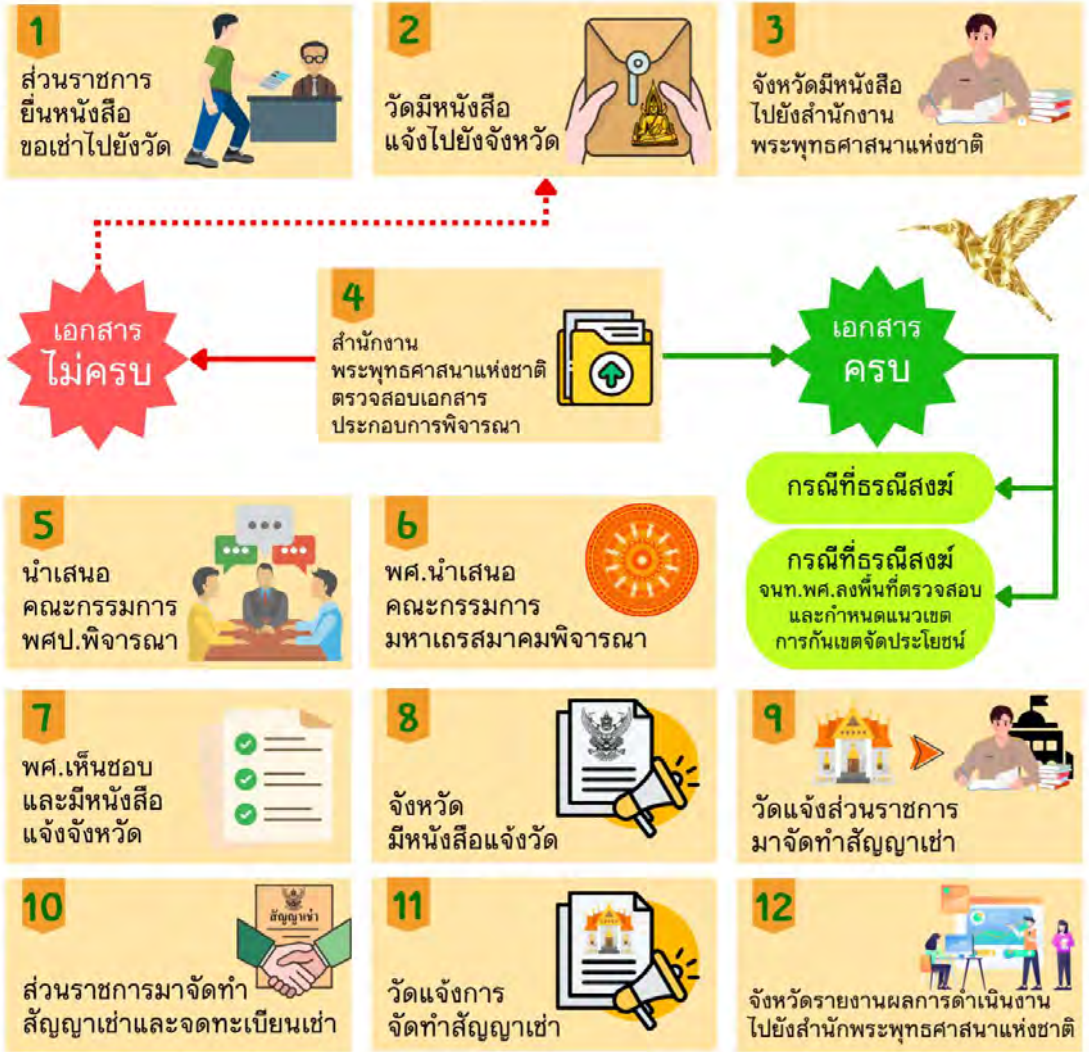 1
ส่วนราชการ
ยื่นหนังสือ
ขอเช่าไปยังวัด
2
วัดมีหนังสือ
แจ้งไปยังจังหวัด
3
จังหวัดมีหนังสือ
ไปยังสำนักงาน
พระพุทธศาสนาแห่งชาติ
เอกสาร
ไม่ครบ
4
สำนักงาน
พระพุทธศาสนาแห่งชาติ
ตรวจสอบเอกสาร
ประกอบการพิจารณา
เอกสาร
ครบ
กรณีที่ธรณีสงฆ์
กรณีที่ธรณีสงฆ์
จนท.พศ.ลงพื้นที่ตรวจสอบ
และกำหนดแนวเขต
การกันเขตจัดประโยชน์
5
นำเสนอ
คณะกรรมการ
พศป.พิจารณา
6
พศ.นำเสนอ
คณะกรรมการ
มหาเถรสมาคมพิจารณา
7
พศ.เห็นชอบ
และมีหนังสือ
แจ้งจังหวัด
8
จังหวัด
มีหนังสือแจ้งวัด
9
วัดแจ้งส่วนราชการ
มาจัดทำสัญญาเช่า
10
สัญญาเช่า
ส่วนราชการมาจัดทำ
สัญญาเช่าและจดทะเบียนเช่า
11
วัดแจ้งการ
จัดทำสัญญาเช่า
12
จังหวัดรายงานผลการดำเนินงาน
ไปยังสำนักพระพุทธศาสนาแห่งชาติ